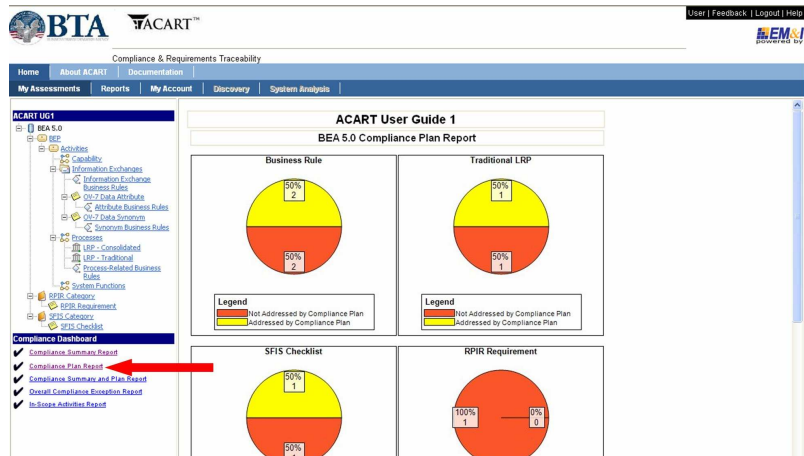 User | Feedback | Logout | Help
BTA
TACART™
EM&I
powered by
Compliance & Requirements Traceability
Home
About ACART
Documentation
My Assessments
Reports
My Account
Discovery
System Analysis
ACART UG1
BEA 5.0
BEP
Activities
Capability
Information Exchanges
Information Exchange
Business Rules
OV-7 Data Attribute
Attribute Business Rules
OV-7 Data Synonym
Synonym Business Rules
Processes
LRP - Consolidated
LRP - Traditional
Process-Related Business
Rules
System Functions
RPIR Category
RPIR Requirement
SFIS Category
SFIS Checklist
Compliance Dashboard
Compliance Summary Report
Compliance Plan Report
Compliance Summary and Plan Report
Overall Compliance Exception Report
In-Scope Activities Report
ACART User Guide 1
BEA 5.0 Compliance Plan Report
Business Rule
50%
2
50%
2
Legend
Not Addressed by Compliance Plan
Addressed by Compliance Plan
Traditional LRP
50%
1
50%
1
Legend
Not Addressed by Compliance Plan
Addressed by Compliance Plan
SFIS Checklist
50%
1
50%
RPIR Requirement
100%
1
0%
0